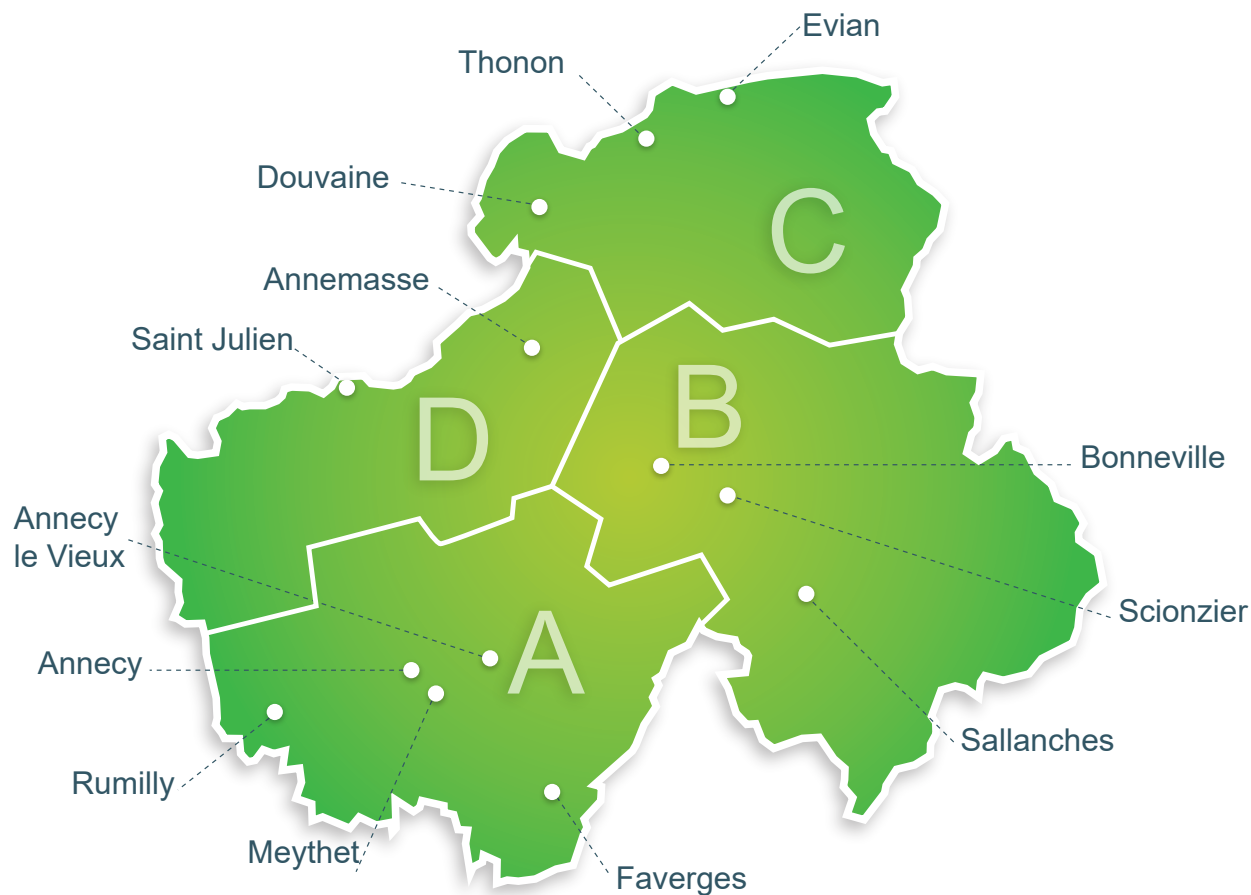 Evian
Thonon
Douvaine
C
Annemasse
Saint Julien
B
D
Bonneville
Annecy
le Vieux
Scionzier
A
Annecy
Sallanches
Rumilly
Meythet
Faverges